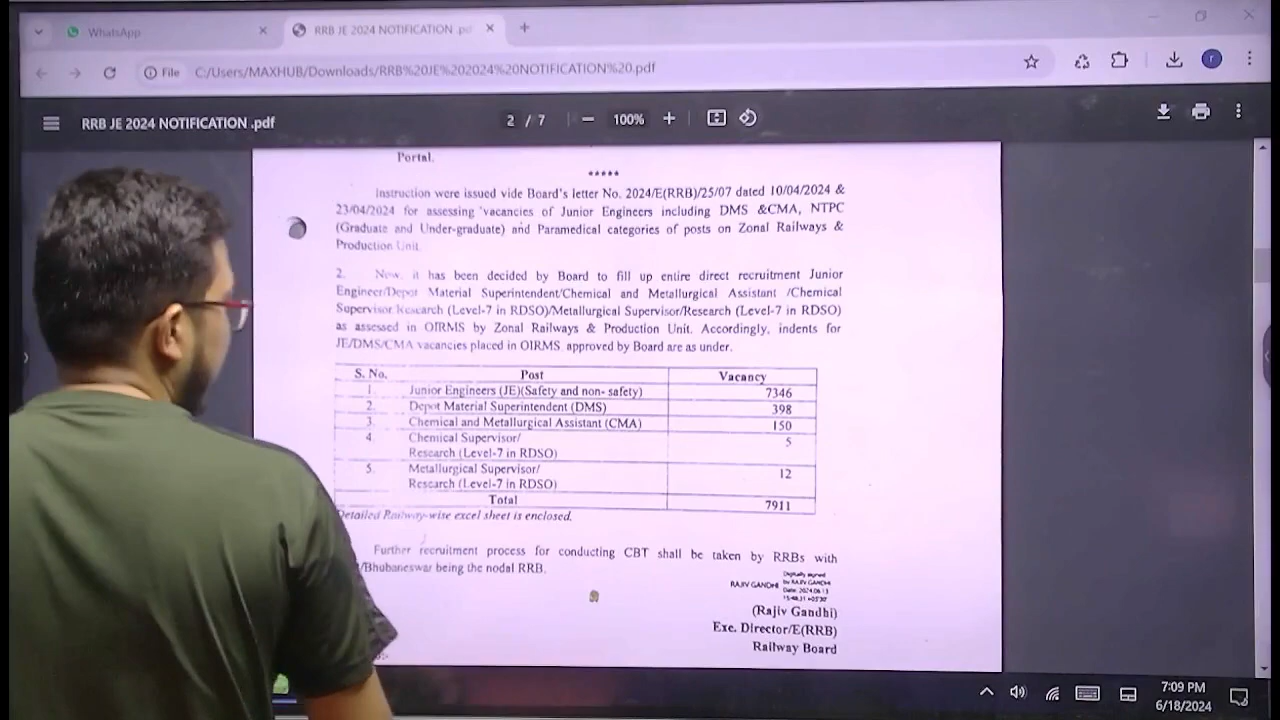 WhatsApp
RRB JE 2024 NOTIFICATION .pdf
File C:/Users/MAXHUB/Downloads/RRB%20JE%202024%20NOTIFICATION%20.pdf
r
RRB JE 2024 NOTIFICATION .pdf 2 / 7 100%
Portal.
*****
Instruction were issued vide Board's letter No. 2024/E(RRB)/25/07 dated 10/04/2024 &
23/04/2024 for assessing vacancies of Junior Engineers including DMS &CMA, NTPC
(Graduate and Under-graduate) and Paramedical categories of posts on Zonal Railways &
Production Unit.
2. Now, it has been decided by Board to fill up entire direct recruitment Junior
Engineer/Depot Material Superintendent/Chemical and Metallurgical Assistant /Chemical
Supervisor Research (Level-7 in RDSO)/Metallurgical Supervisor/Research (Level-7 in RDSO)
as assessed in OIRMS by Zonal Railways & Production Unit. Accordingly, indents for
JE/DMS/CMA vacancies placed in OIRMS approved by Board are as under.
S. No. Post Vacancy
1. Junior Engineers (JE)(Safety and non- safety) 7346
2. Depot Material Superintendent (DMS) 398
3. Chemical and Metallurgical Assistant (CMA) 150
4. Chemical Supervisor/ 5
Research (Level-7 in RDSO)
5. Metallurgical Supervisor/ 12
Research (Level-7 in RDSO)
Total 7911
Detailed Railway-wise excel sheet is enclosed.
Further recruitment process for conducting CBT shall be taken by RRBs with
/Bhubaneswar being the nodal RRB.
RAJIV GANDHI
Digitally signed
by RAJIV GANDHI
Date: 2024.06.13
(Rajiv Gandhi)
Exe. Director/E(RRB)
Railway Board
7:09 PM
6/18/2024